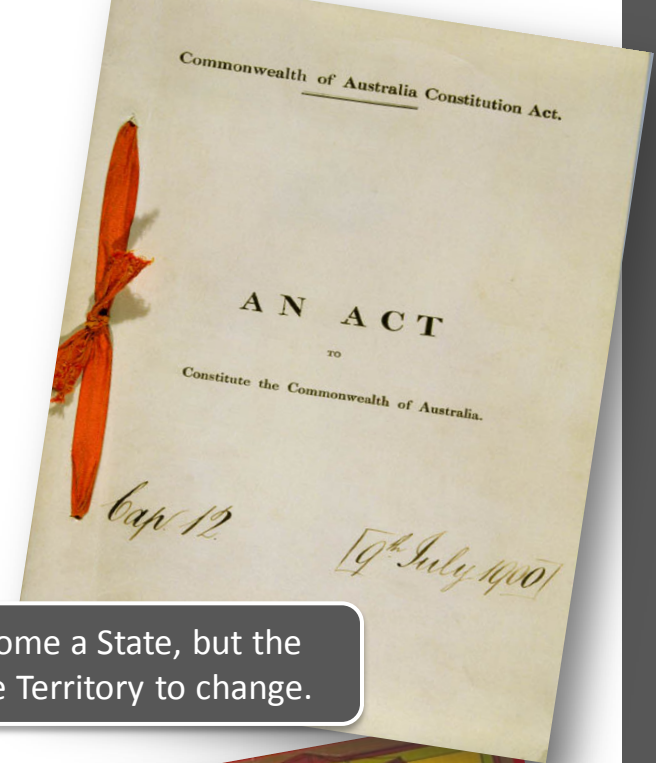 Commonwealth of Australia Constitution Act.
AN ACT
TO
Constitute the Commonwealth of Australia.
Cap. 12. [9th July 1900]
ome a State, but the
e Territory to change.